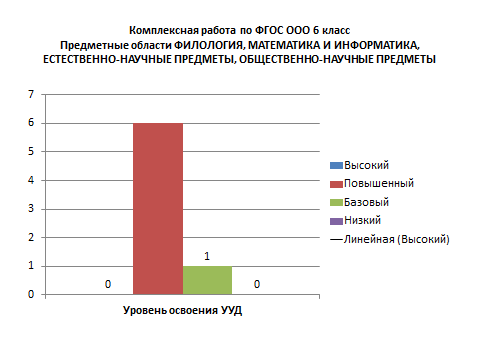 Комплексная работа по ФГОС ООО 6 класс
Предметные области ФИЛОЛОГИЯ, МАТЕМАТИКА И ИНФОРМАТИКА,
ЕСТЕСТВЕННО-НАУЧНЫЕ ПРЕДМЕТЫ, ОБЩЕСТВЕННО-НАУЧНЫЕ ПРЕДМЕТЫ
7
6
5
4
3
2
1
0
0
1
0
Уровень освоения УУД
Высокий
Повышенный
Базовый
Низкий
Линейная (Высокий)